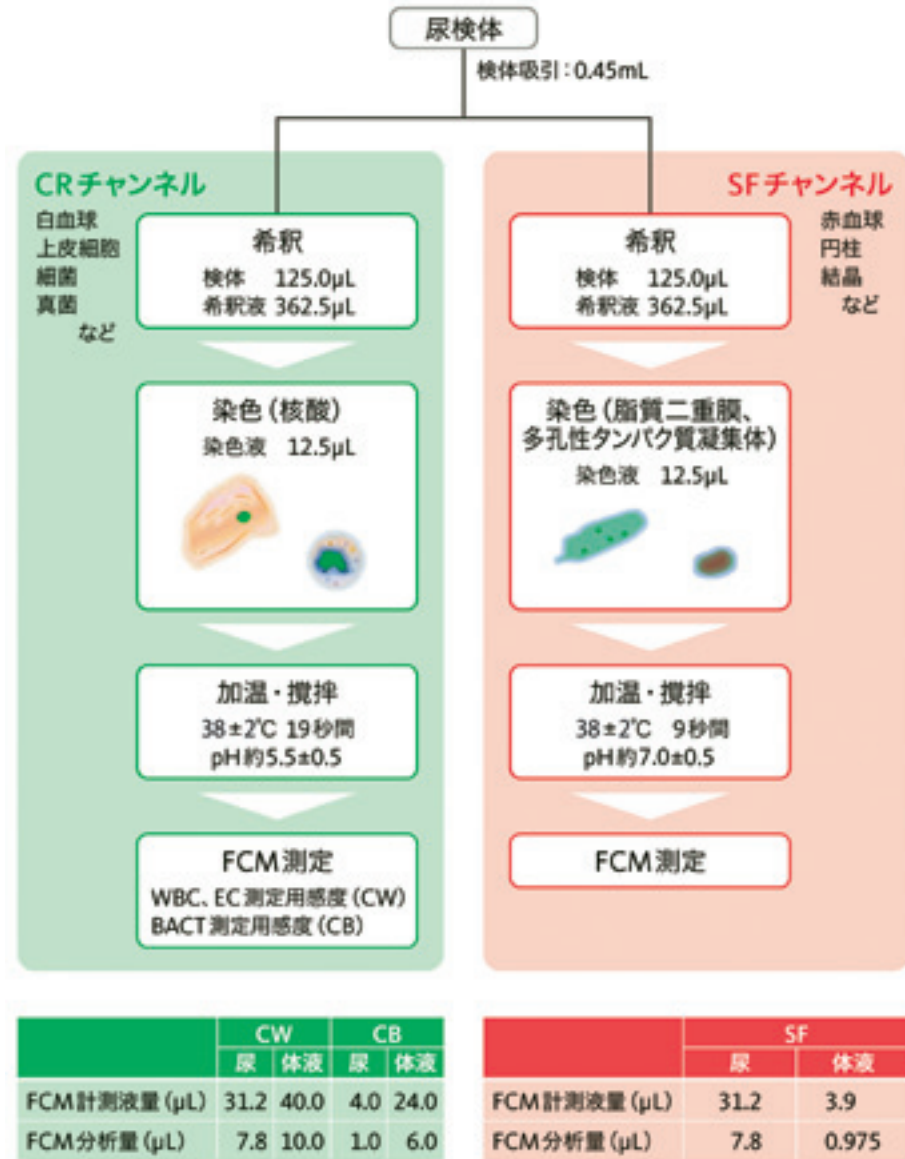 尿検体
検体吸引：0.45mL
CRチャンネル
白血球
上皮細胞
細菌
真菌
など
希釈
検体 125.0μL
希釈液 362.5μL
染色（核酸）
染色液 12.5μL
加温・攪拌
38±2℃ 19秒間
pH約5.5±0.5
FCM測定
WBC、EC測定用感度（CW）
BACT測定用感度（CB）
SFチャンネル
赤血球
円柱
結晶
など
希釈
検体 125.0μL
希釈液 362.5μL
染色（脂質二重膜、
多孔性タンパク質凝集体）
染色液 12.5μL
加温・攪拌
38±2℃ 9秒間
pH約7.0±0.5
FCM測定
CW CB
尿 体液 尿 体液
FCM計測液量（μL） 31.2 40.0 4.0 24.0
FCM分析量（μL） 7.8 10.0 1.0 6.0
SF
尿 体液
FCM計測液量（μL） 31.2 3.9
FCM分析量（μL） 7.8 0.975